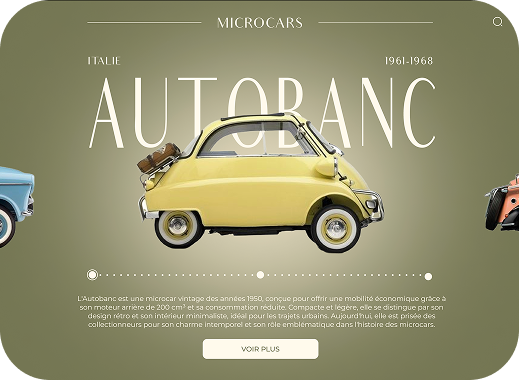 MICROCARS
ITALIE
1961-1968
AUTOBANC
L'Autobanc est une microcar vintage des années 1950, conçue pour offrir une mobilité économique grâce à
son moteur arrière de 200 cm³ et sa consommation réduite. Compacte et légère, elle se distingue par son
design rétro et son intérieur minimaliste, idéal pour les trajets urbains. Aujourd'hui, elle est prisée des
collectionneurs pour son charme intemporel et son rôle emblématique dans l'histoire des microcars.
VOIR PLUS